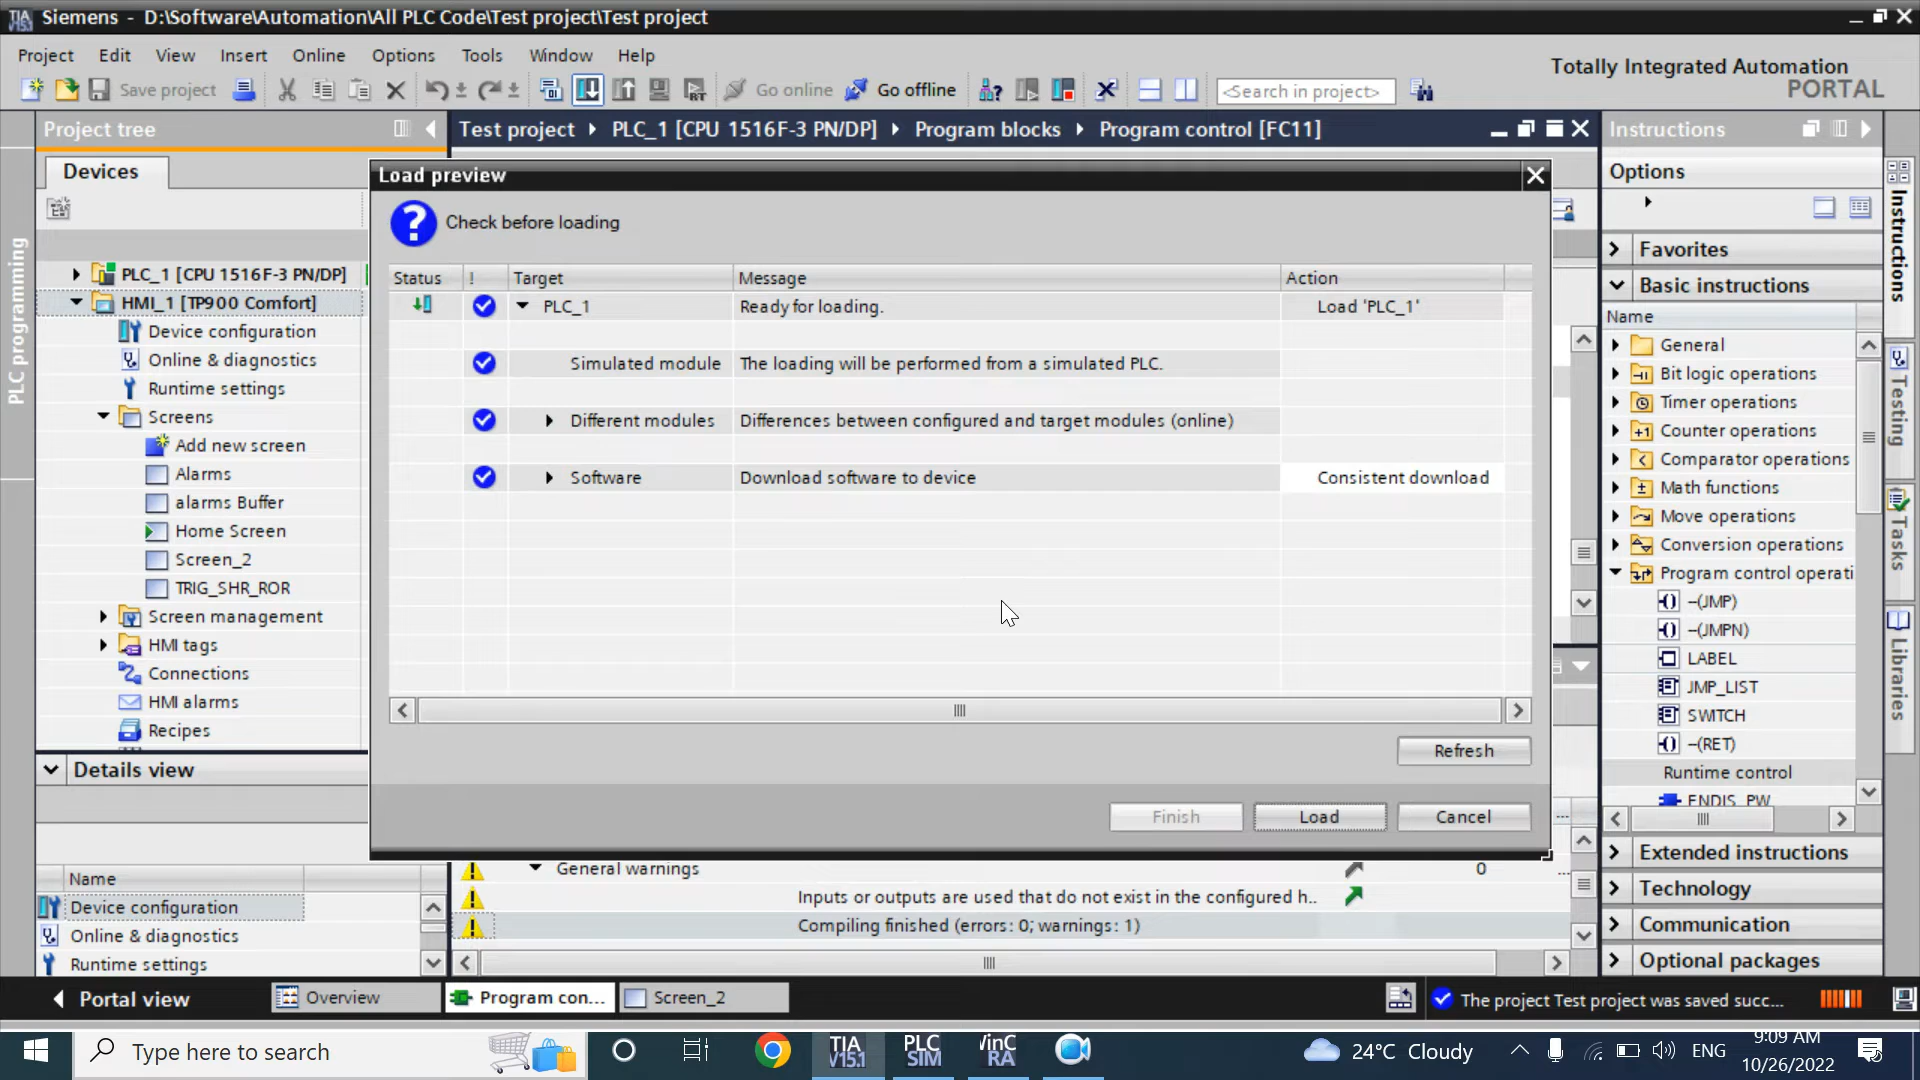 TIA
V15.1
Siemens - D:\Software\Automation\All PLC Code\Test project\Test project
Project Edit View Insert Online Options Tools Window Help
Totally Integrated Automation
PORTAL
Save project
Go online
Go offline
<Search in project>
Project tree
Test project PLC_1 [CPU 1516F-3 PN/DP] Program blocks Program control [FC11]
Instructions
Devices
PLC programming
PLC_1 [CPU 1516F-3 PN/DP]
HMI_1 [TP900 Comfort]
Device configuration
Online & diagnostics
Runtime settings
Screens
Add new screen
Alarms
alarms Buffer
Home Screen
Screen_2
TRIG_SHR_ROR
Screen management
HMI tags
Connections
HMI alarms
Recipes
Details view
Name
Device configuration
Online & diagnostics
Runtime settings
Load preview
Check before loading
Status ! Target Message Action
PLC_1 Ready for loading. Load 'PLC_1'
Simulated module The loading will be performed from a simulated PLC.
Different modules Differences between configured and target modules (online)
Software Download software to device Consistent download
Refresh
Finish Load Cancel
General warnings 0
Inputs or outputs are used that do not exist in the configured h..
Compiling finished (errors: 0; warnings: 1)
Options
Favorites
Basic instructions
Name
General
Bit logic operations
Timer operations
Counter operations
Comparator operations
Math functions
Move operations
Conversion operations
Program control operati
-(JMP)
-(JMPN)
LABEL
JMP_LIST
SWITCH
-(RET)
Runtime control
ENDIS_PW
Extended instructions
Technology
Communication
Optional packages
Instructions
Testing
Tasks
Libraries
Portal view
Overview
Program con...
Screen_2
The project Test project was saved succ...
Type here to search
TIA
V15.1
PLC
SIM
WinC
RA
24°C Cloudy
ENG
9:09 AM
10/26/2022